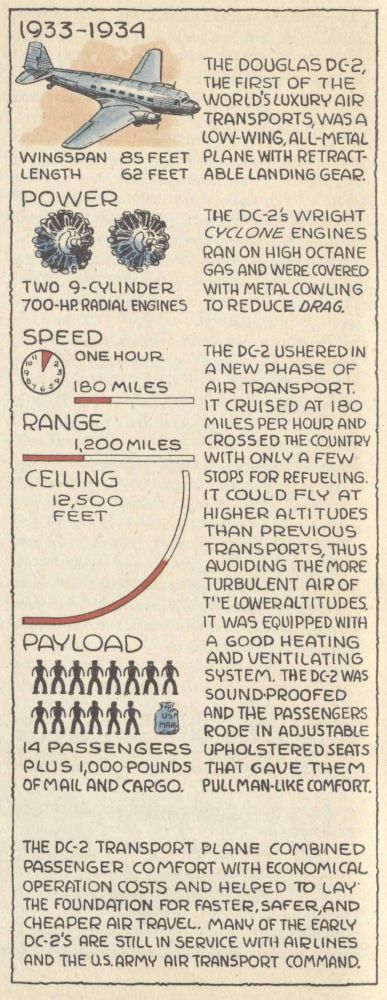 1933-1934
WINGSPAN 85 FEET
LENGTH 62 FEET
THE DOUGLAS DC-2,
THE FIRST OF THE
WORLD'S LUXURY AIR
TRANSPORTS, WAS A
LOW-WING, ALL-METAL
PLANE WITH RETRACT-
ABLE LANDING GEAR.
POWER
TWO 9-CYLINDER
700-HP. RADIAL ENGINES
THE DC-2's WRIGHT
CYCLONE ENGINES
RAN ON HIGH OCTANE
GAS AND WERE COVERED
WITH METAL COWLING
TO REDUCE DRAG.
SPEED
ONE HOUR
180 MILES
RANGE
1,200 MILES
CEILING
12,500
FEET
THE DC-2 USHERED IN
A NEW PHASE OF
AIR TRANSPORT.
IT CRUISED AT 180
MILES PER HOUR AND
CROSSED THE COUNTRY
WITH ONLY A FEW
STOPS FOR REFUELING.
IT COULD FLY AT
HIGHER ALTITUDES
THAN PREVIOUS
TRANSPORTS, THUS
AVOIDING THE MORE
TURBULENT AIR OF
THE LOWER ALTITUDES.
IT WAS EQUIPPED WITH
A GOOD HEATING
AND VENTILATING
SYSTEM. THE DC-2 WAS
SOUND-PROOFED
AND THE PASSENGERS
RODE IN ADJUSTABLE
UPHOLSTERED SEATS
THAT GAVE THEM
PULLMAN-LIKE COMFORT.
PAYLOAD
US
MAIL
14 PASSENGERS
PLUS 1,000 POUNDS
OF MAIL AND CARGO.
THE DC-2 TRANSPORT PLANE COMBINED
PASSENGER COMFORT WITH ECONOMICAL
OPERATION COSTS AND HELPED TO LAY
THE FOUNDATION FOR FASTER, SAFER, AND
CHEAPER AIR TRAVEL. MANY OF THE EARLY
DC-2'S ARE STILL IN SERVICE WITH AIRLINES
AND THE U.S. ARMY AIR TRANSPORT COMMAND.